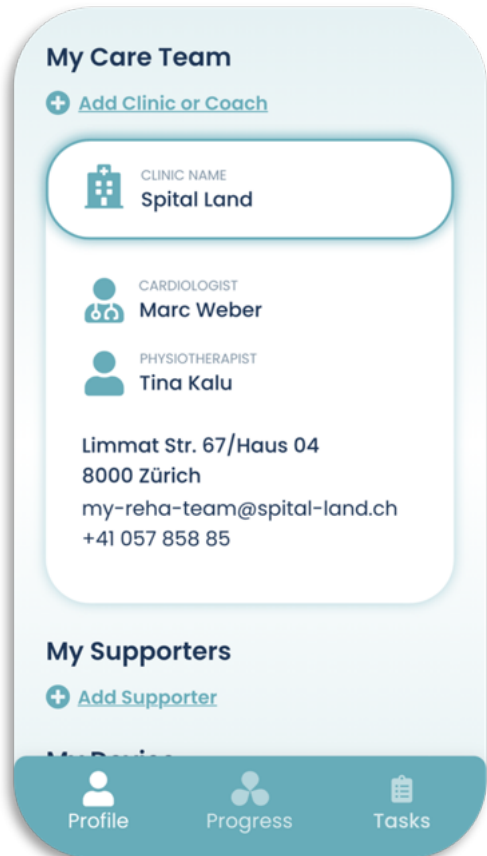 My Care Team
Add Clinic or Coach
CLINIC NAME
Spital Land
CARDIOLOGIST
Marc Weber
PHYSIOTHERAPIST
Tina Kalu
Limmat Str. 67/Haus 04
8000 Zürich
my-reha-team@spital-land.ch
+41 057 858 85
My Supporters
Add Supporter
Profile
Progress
Tasks